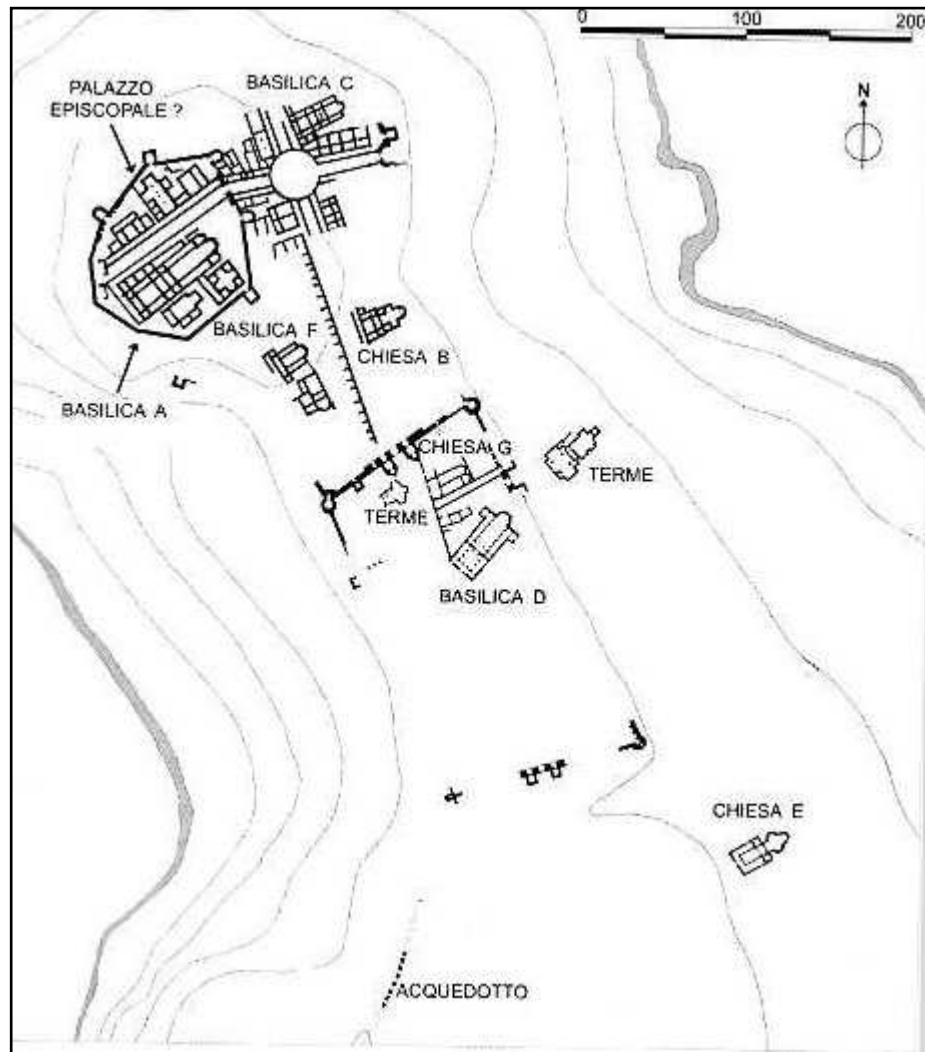 0 100 200
BASILICA C
PALAZZO
EPISCOPALE ?
N
BASILICA F
CHIESA B
BASILICA A
CHIESA G
TERME
TERME
BASILICA D
CHIESA E
ACQUEDOTTO